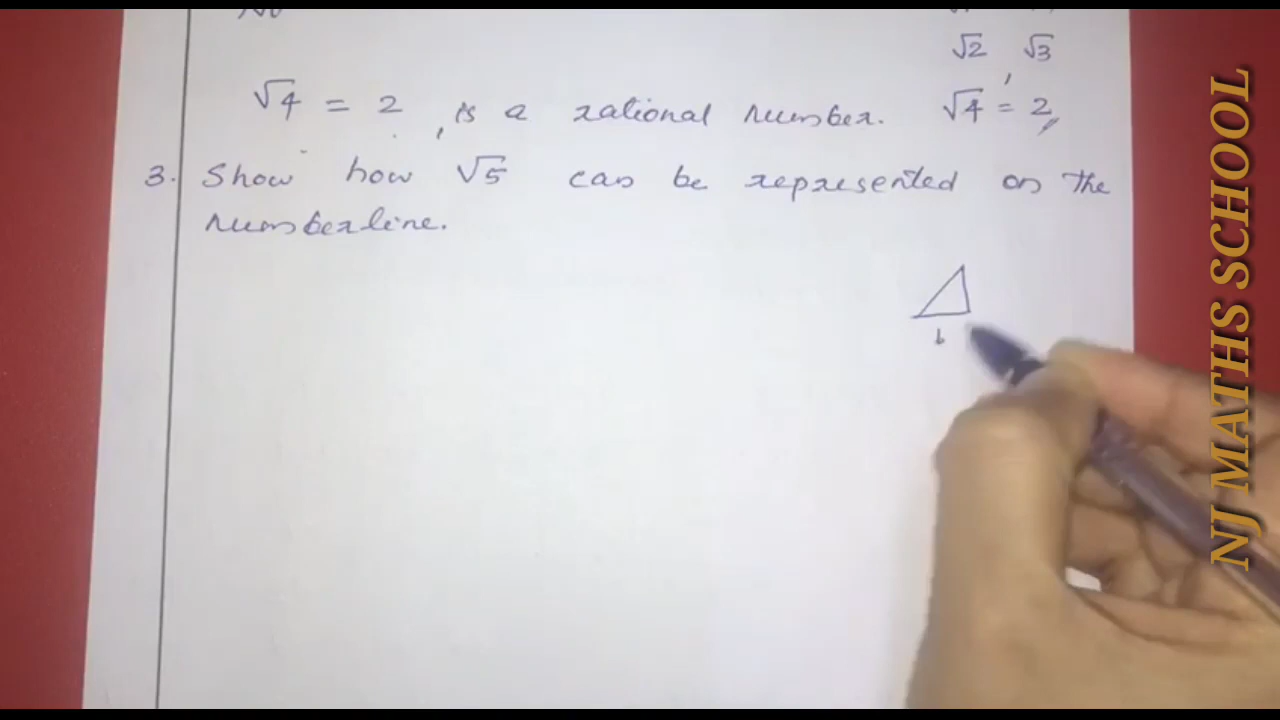 √2 √3
√4 = 2 , is a rational number. √4 = 2,
3. Show how √5 can be represented on the
numberline.
b
NJ MATHS SCHOOL